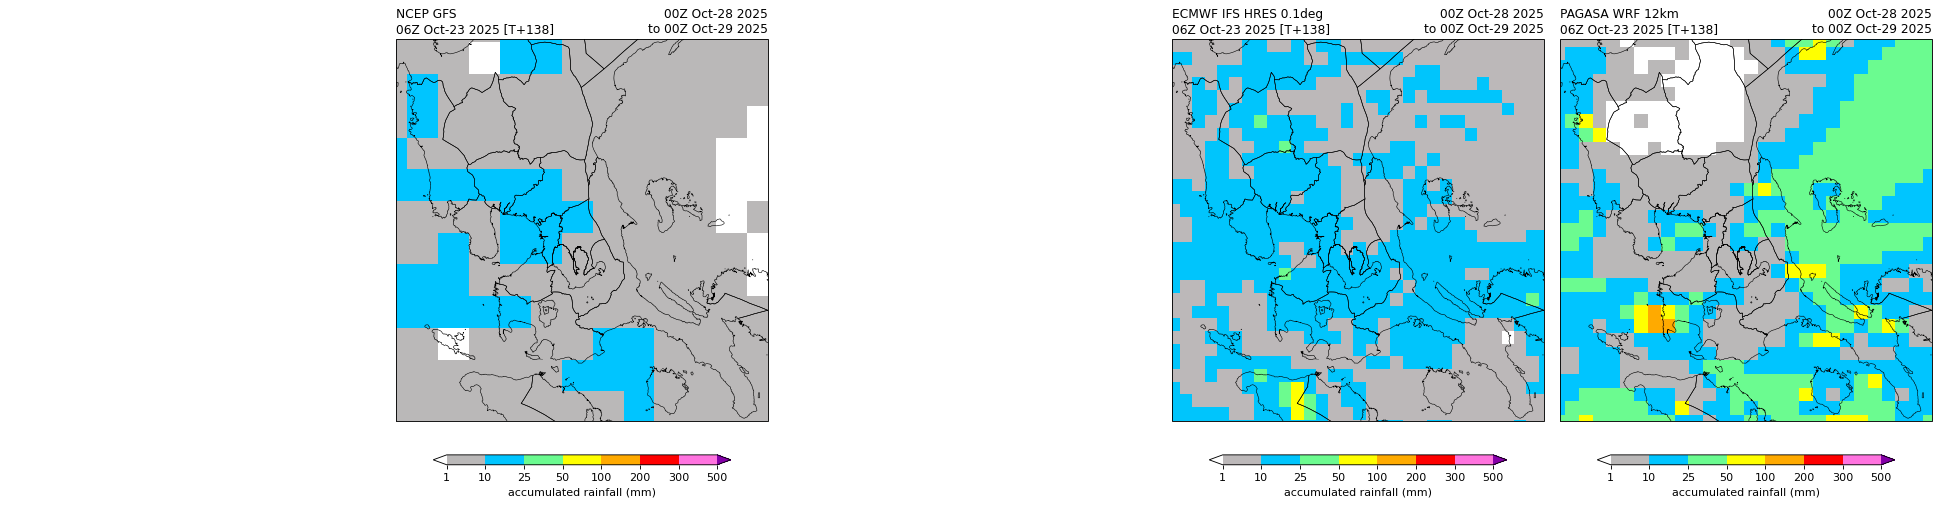 NCEP GFS 00Z Oct-28 2025
06Z Oct-23 2025 [T+138] to 00Z Oct-29 2025
1 10 25 50 100 200 300 500
accumulated rainfall (mm)
ECMWF IFS HRES 0.1deg 00Z Oct-28 2025
06Z Oct-23 2025 [T+138] to 00Z Oct-29 2025
1 10 25 50 100 200 300 500
accumulated rainfall (mm)
PAGASA WRF 12km 00Z Oct-28 2025
06Z Oct-23 2025 [T+138] to 00Z Oct-29 2025
1 10 25 50 100 200 300 500
accumulated rainfall (mm)